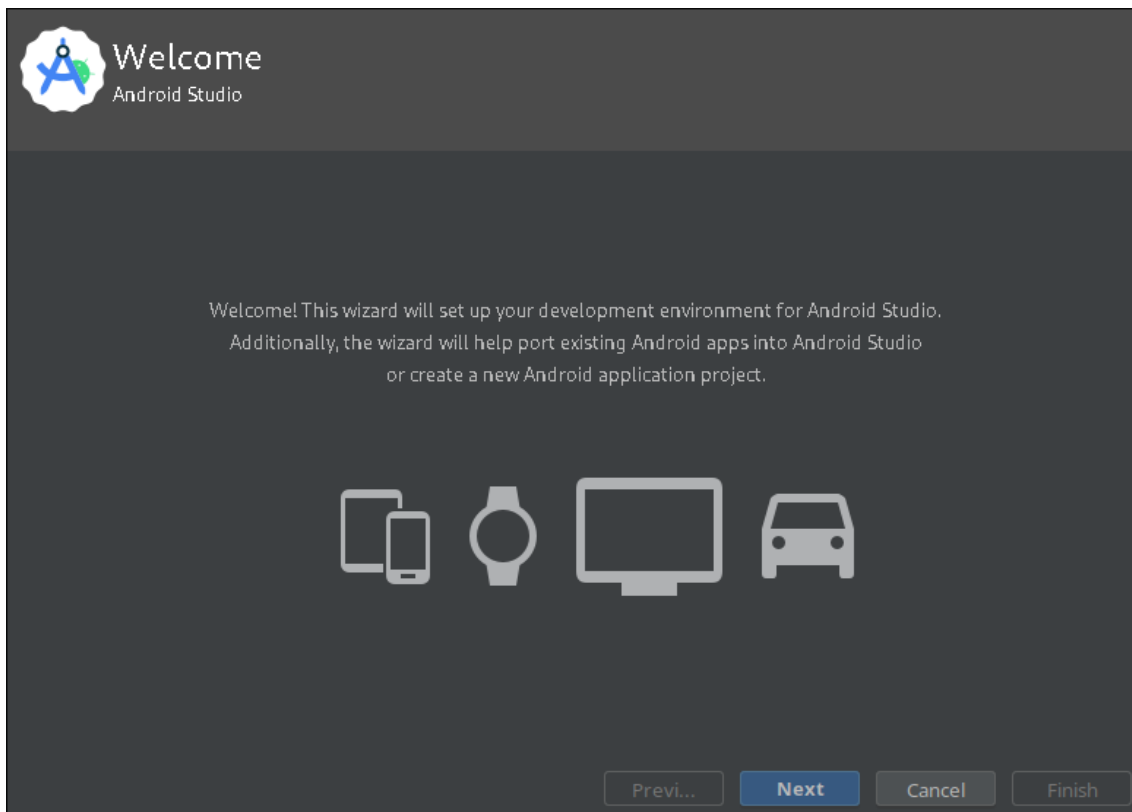 Welcome
Android Studio
Welcome! This wizard will set up your development environment for Android Studio.
Additionally, the wizard will help port existing Android apps into Android Studio
or create a new Android application project.
Previ... Next Cancel Finish